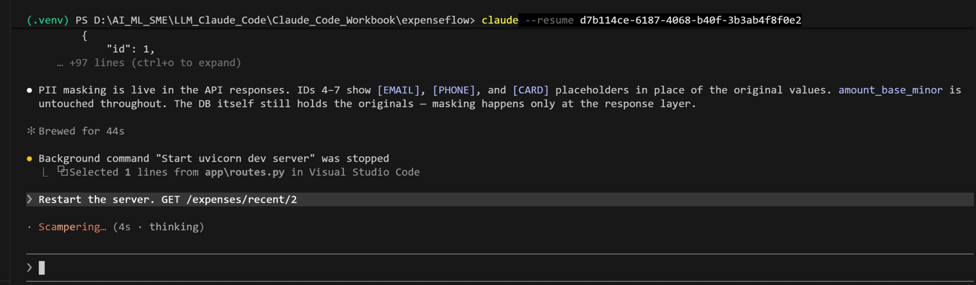 (.venv) PS D:\AI_ML_SME\LLM_Claude_Code\Claude_Code_Workbook\expenseflow> claude --resume d7b114ce-6187-4068-b40f-3b3ab4f8f0e2
{
"id": 1,
… +97 lines (ctrl+o to expand)
● PII masking is live in the API responses. IDs 4–7 show [EMAIL], [PHONE], and [CARD] placeholders in place of the original values. amount_base_minor is
untouched throughout. The DB itself still holds the originals — masking happens only at the response layer.
✻ Brewed for 44s
● Background command "Start uvicorn dev server" was stopped
⎿ Selected 1 lines from app\routes.py in Visual Studio Code
❯ Restart the server. GET /expenses/recent/2
· Scampering… (4s · thinking)
❯